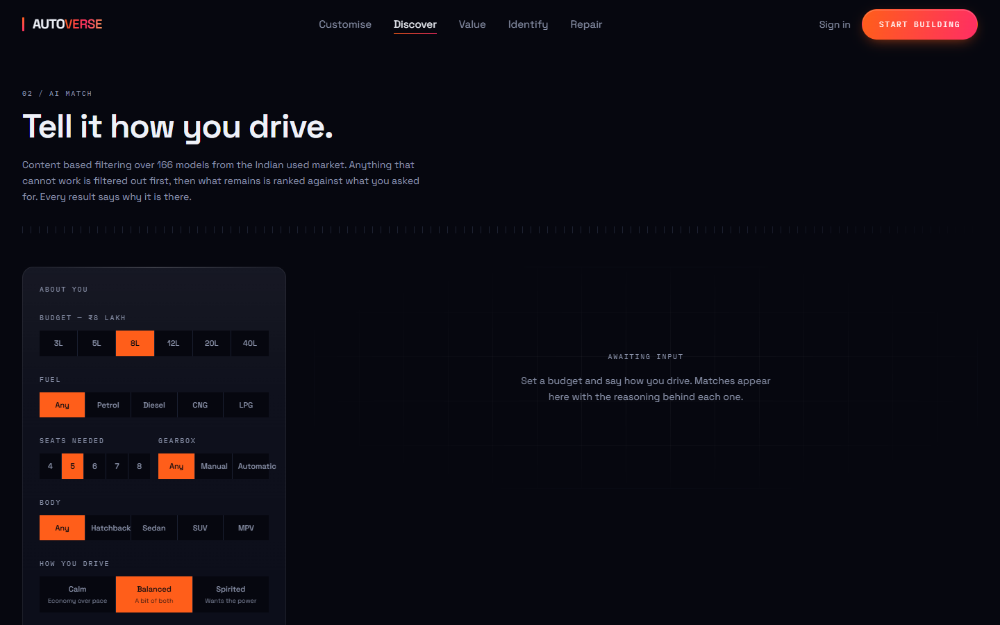 AUTOVERSE
Customise
Discover
Value
Identify
Repair
Sign in
START BUILDING
02 / AI MATCH
Tell it how you drive.
Content based filtering over 166 models from the Indian used market. Anything that
cannot work is filtered out first, then what remains is ranked against what you asked
for. Every result says why it is there.
ABOUT YOU
BUDGET — ₹8 LAKH
3L
5L
8L
12L
20L
40L
FUEL
Any
Petrol
Diesel
CNG
LPG
SEATS NEEDED
4
5
6
7
8
GEARBOX
Any
Manual
Automatic
BODY
Any
Hatchback
Sedan
SUV
MPV
HOW YOU DRIVE
Calm
Economy over pace
Balanced
A bit of both
Spirited
Wants the power
AWAITING INPUT
Set a budget and say how you drive. Matches appear
here with the reasoning behind each one.